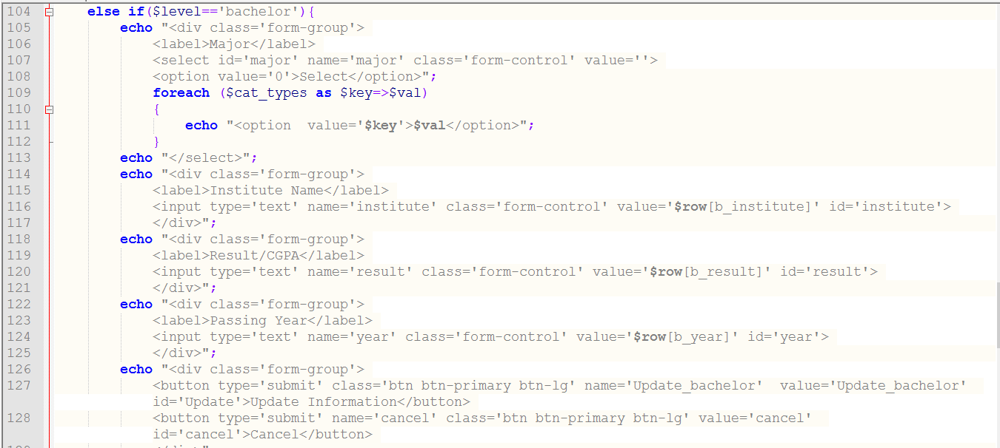 104 else if($level=='bachelor'){
105 echo "<div class='form-group'>
106 <label>Major</label>
107 <select id='major' name='major' class='form-control' value=''>
108 <option value='0'>Select</option>";
109 foreach ($cat_types as $key=>$val)
110 {
111 echo "<option  value='$key'>$val</option>";
112 }
113 echo "</select>";
114 echo "<div class='form-group'>
115 <label>Institute Name</label>
116 <input type='text' name='institute' class='form-control' value='$row[b_institute]' id='institute'>
117 </div>";
118 echo "<div class='form-group'>
119 <label>Result/CGPA</label>
120 <input type='text' name='result' class='form-control' value='$row[b_result]' id='result'>
121 </div>";
122 echo "<div class='form-group'>
123 <label>Passing Year</label>
124 <input type='text' name='year' class='form-control' value='$row[b_year]' id='year'>
125 </div>";
126 echo "<div class='form-group'>
127 <button type='submit' class='btn btn-primary btn-lg' name='Update_bachelor'  value='Update_bachelor'
id='Update'>Update Information</button>
128 <button type='submit' name='cancel' class='btn btn-primary btn-lg' value='cancel'
id='cancel'>Cancel</button>